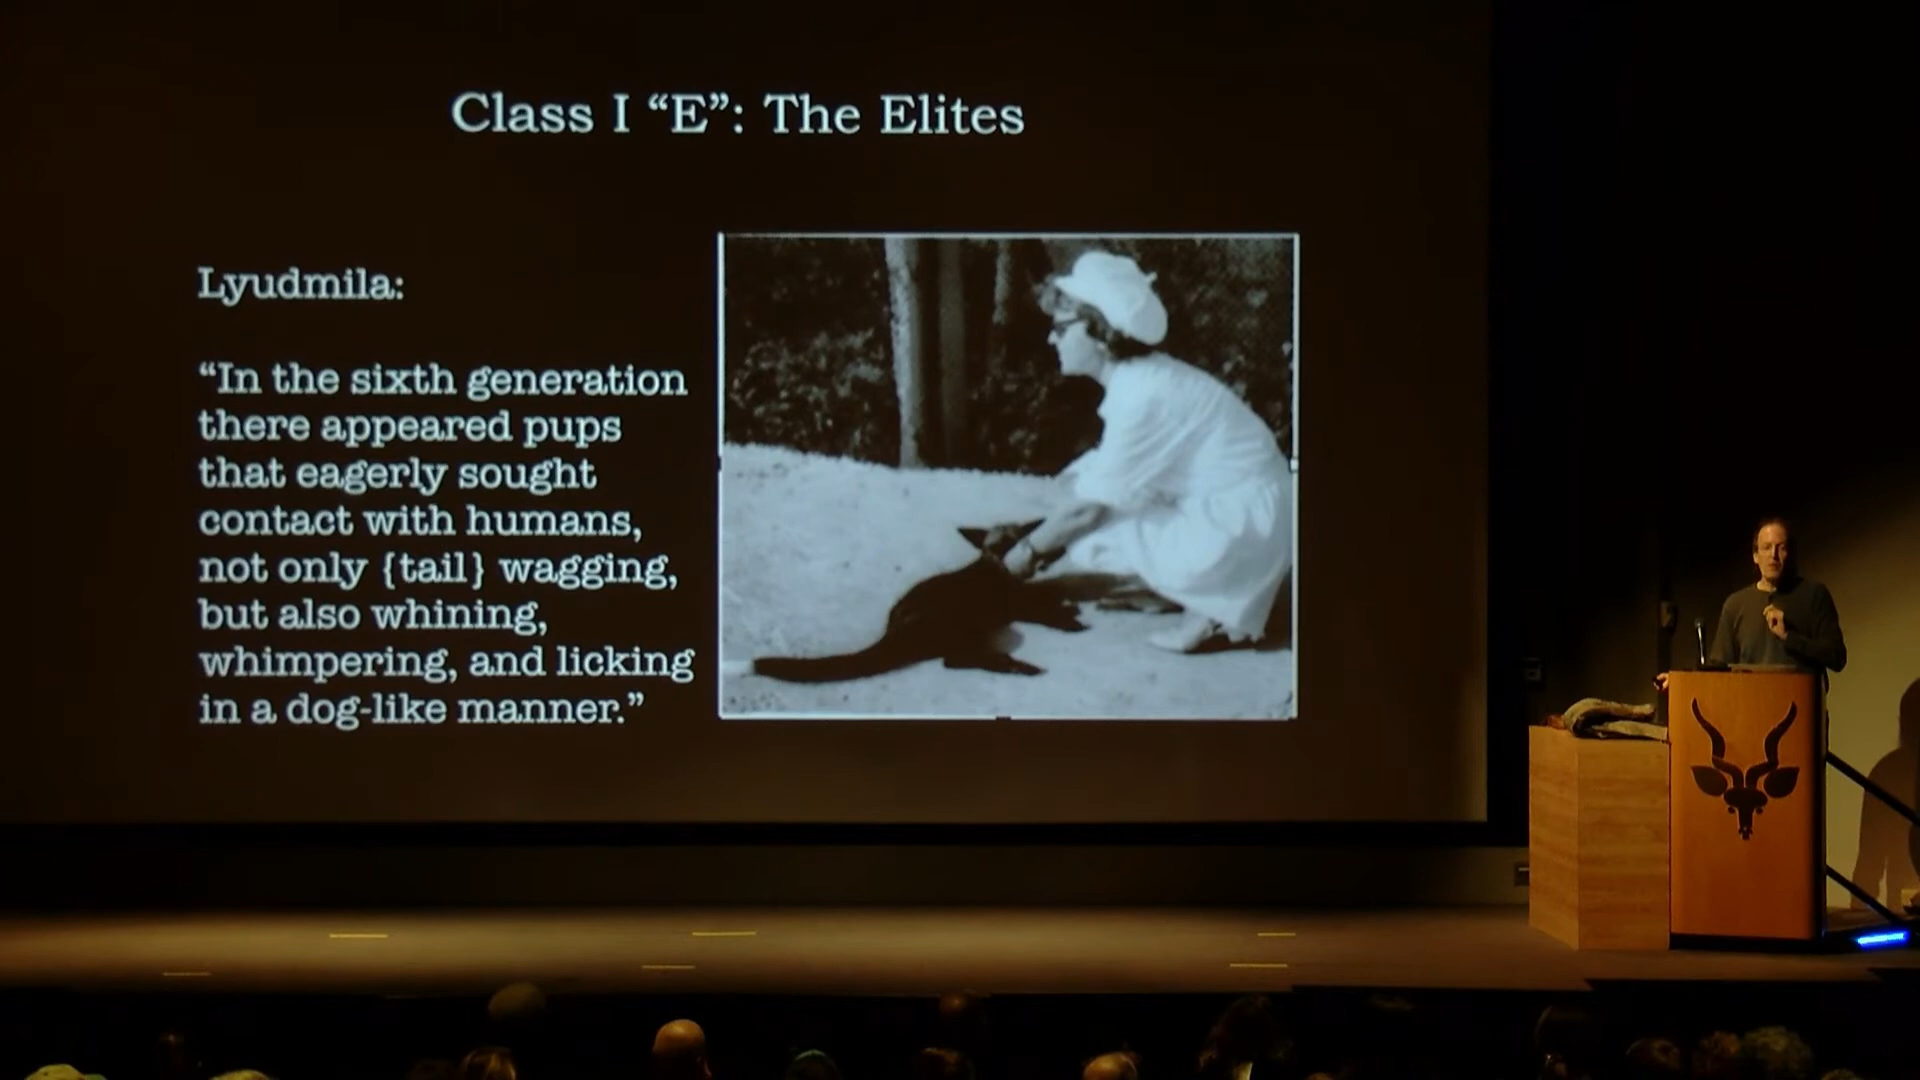 Class I “E”: The Elites
Lyudmila:
“In the sixth generation
there appeared pups
that eagerly sought
contact with humans,
not only {tail} wagging,
but also whining,
whimpering, and licking
in a dog-like manner.”